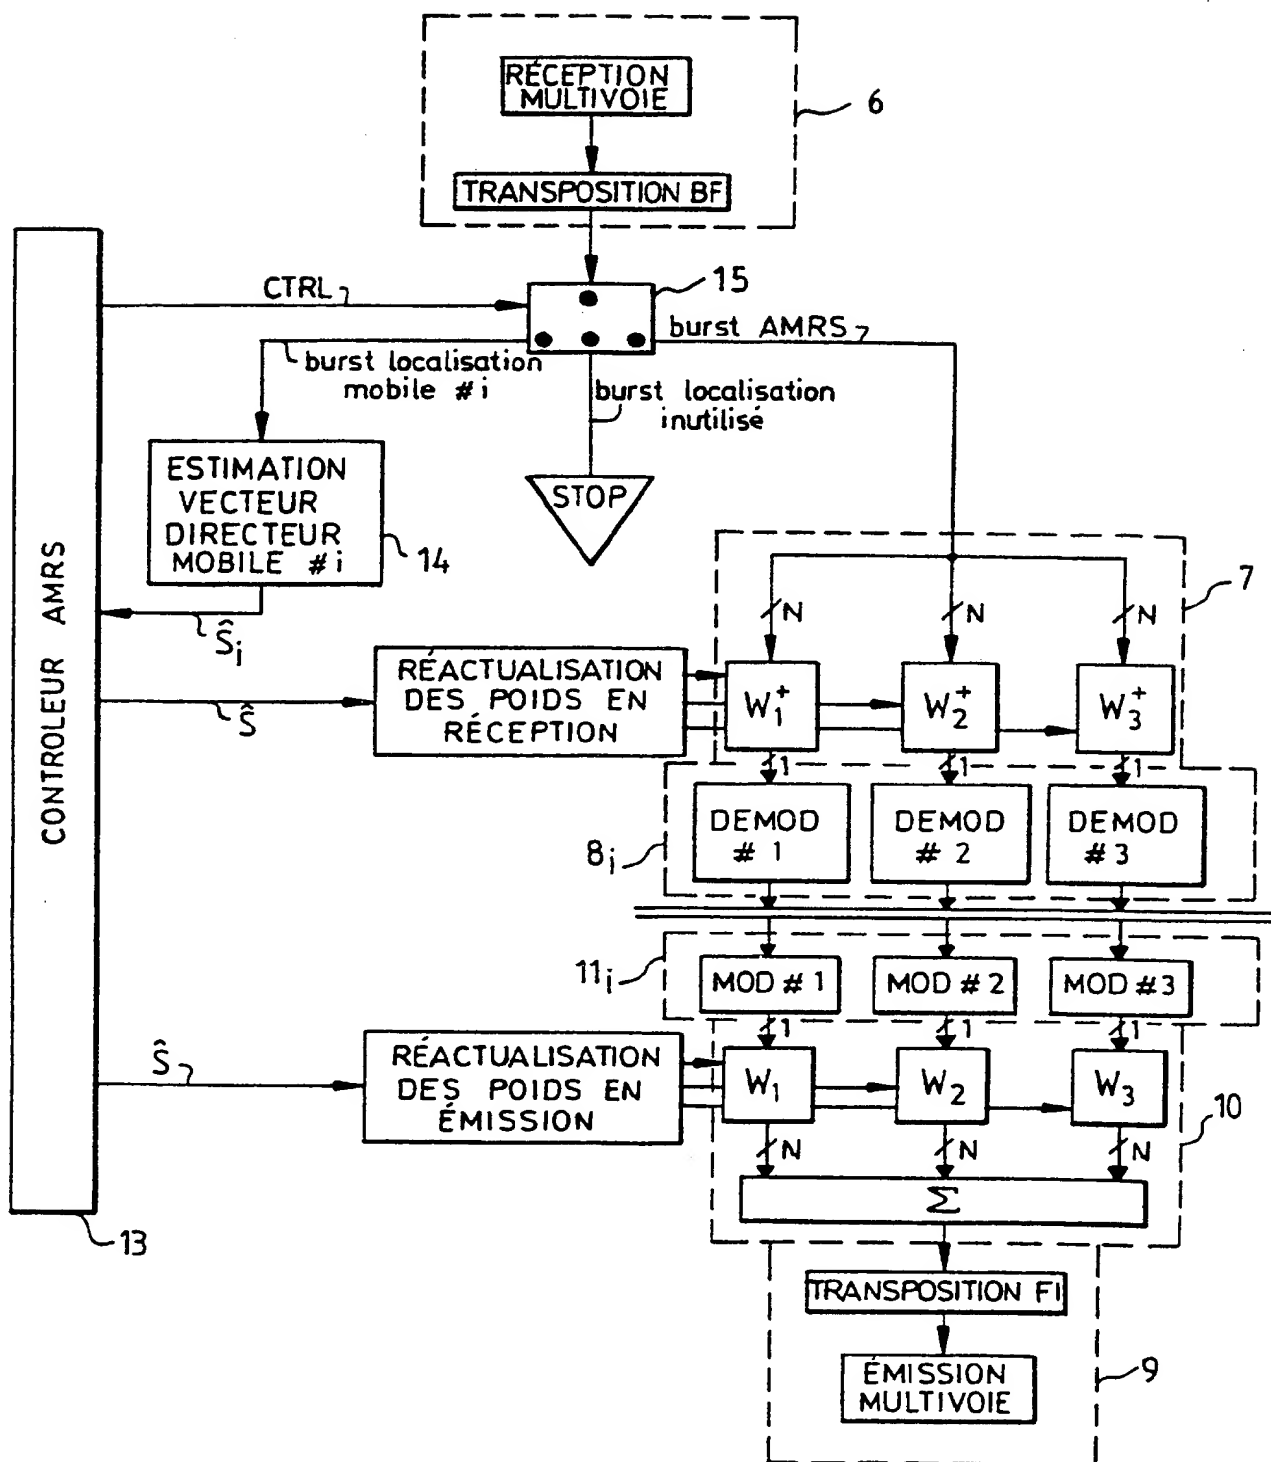 RÉCEPTION
MULTIVOIE
6
TRANSPOSITION BF
CTRL
15
burst AMRS
burst localisation
mobile #i
burst localisation
inutilisé
STOP
ESTIMATION
VECTEUR
DIRECTEUR
MOBILE #i
14
CONTROLEUR AMRS
7
N
N
N
Ŝi
RÉACTUALISATION
DES POIDS EN
RÉCEPTION
Ŝ
W1+
W2+
W3+
1
1
1
8i
DEMOD
#1
DEMOD
#2
DEMOD
#3
11i
MOD #1
MOD #2
MOD #3
1
1
1
Ŝ
RÉACTUALISATION
DES POIDS EN
ÉMISSION
W1
W2
W3
10
N
N
N
Σ
13
TRANSPOSITION FI
ÉMISSION
MULTIVOIE
9